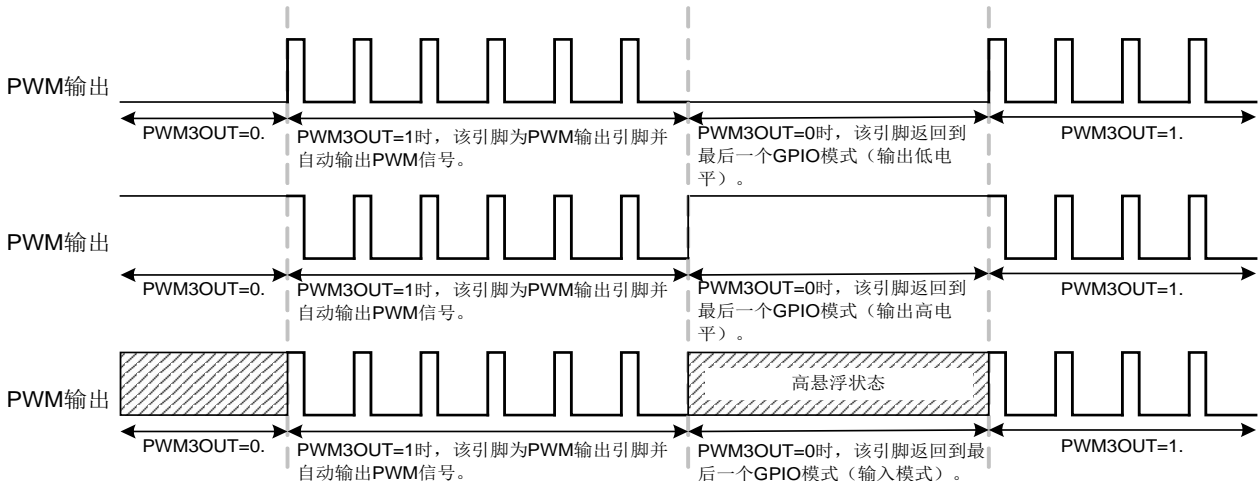 PWM输出
PWM3OUT=0.
PWM3OUT=1时，该引脚为PWM输出引脚并
自动输出PWM信号。
PWM3OUT=0时，该引脚返回到
最后一个GPIO模式（输出低电
平）。
PWM3OUT=1.
PWM输出
PWM3OUT=0.
PWM3OUT=1时，该引脚为PWM输出引脚并
自动输出PWM信号。
PWM3OUT=0时，该引脚返回到
最后一个GPIO模式（输出高电
平）。
PWM3OUT=1.
PWM输出
高悬浮状态
PWM3OUT=0.
PWM3OUT=1时，该引脚为PWM输出引脚并
自动输出PWM信号。
PWM3OUT=0时，该引脚返回到最
后一个GPIO模式（输入模式）。
PWM3OUT=1.